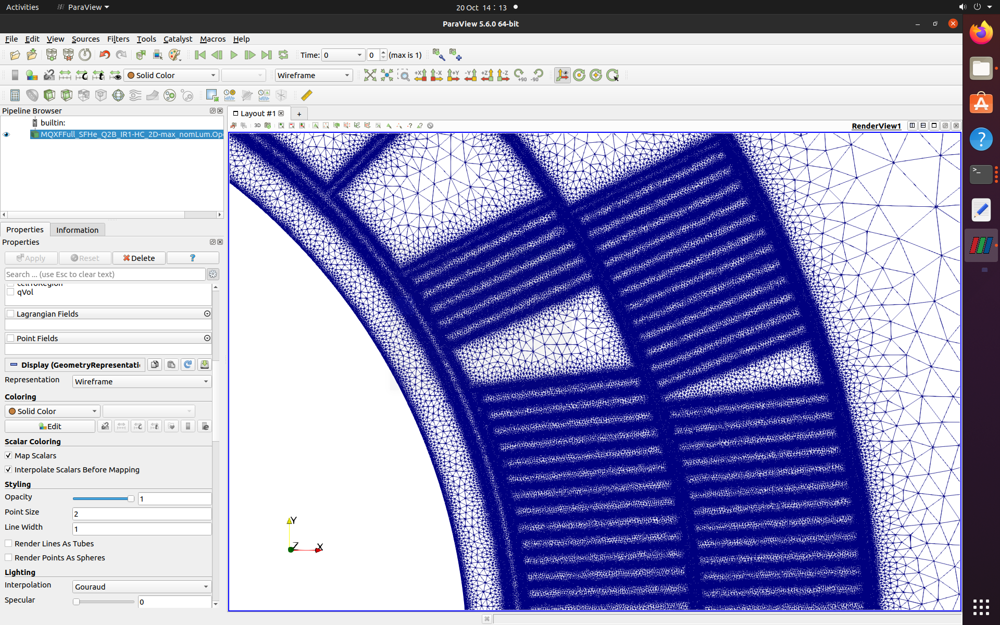 Activities
ParaView
20 Oct 14 : 13
ParaView 5.6.0 64-bit
File Edit View Sources Filters Tools Catalyst Macros Help
Time: 0 0 (max is 1)
Solid Color Wireframe
+X -X +Y -Y +Z -Z +90 -90
Pipeline Browser
builtin:
MQXFFull_SFHe_Q2B_IR1-HC_2D-max_nomLum.Op
Properties Information
Properties
Apply Reset Delete ?
Search ... (use Esc to clear text)
cellToRegion
qVol
Lagrangian Fields
Point Fields
Display (GeometryRepresentati
Representation Wireframe
Coloring
Solid Color
Edit
Scalar Coloring
Map Scalars
Interpolate Scalars Before Mapping
Styling
Opacity 1
Point Size 2
Line Width 1
Render Lines As Tubes
Render Points As Spheres
Lighting
Interpolation Gouraud
Specular 0
Layout #1 +
3D
RenderView1
Y
Z X